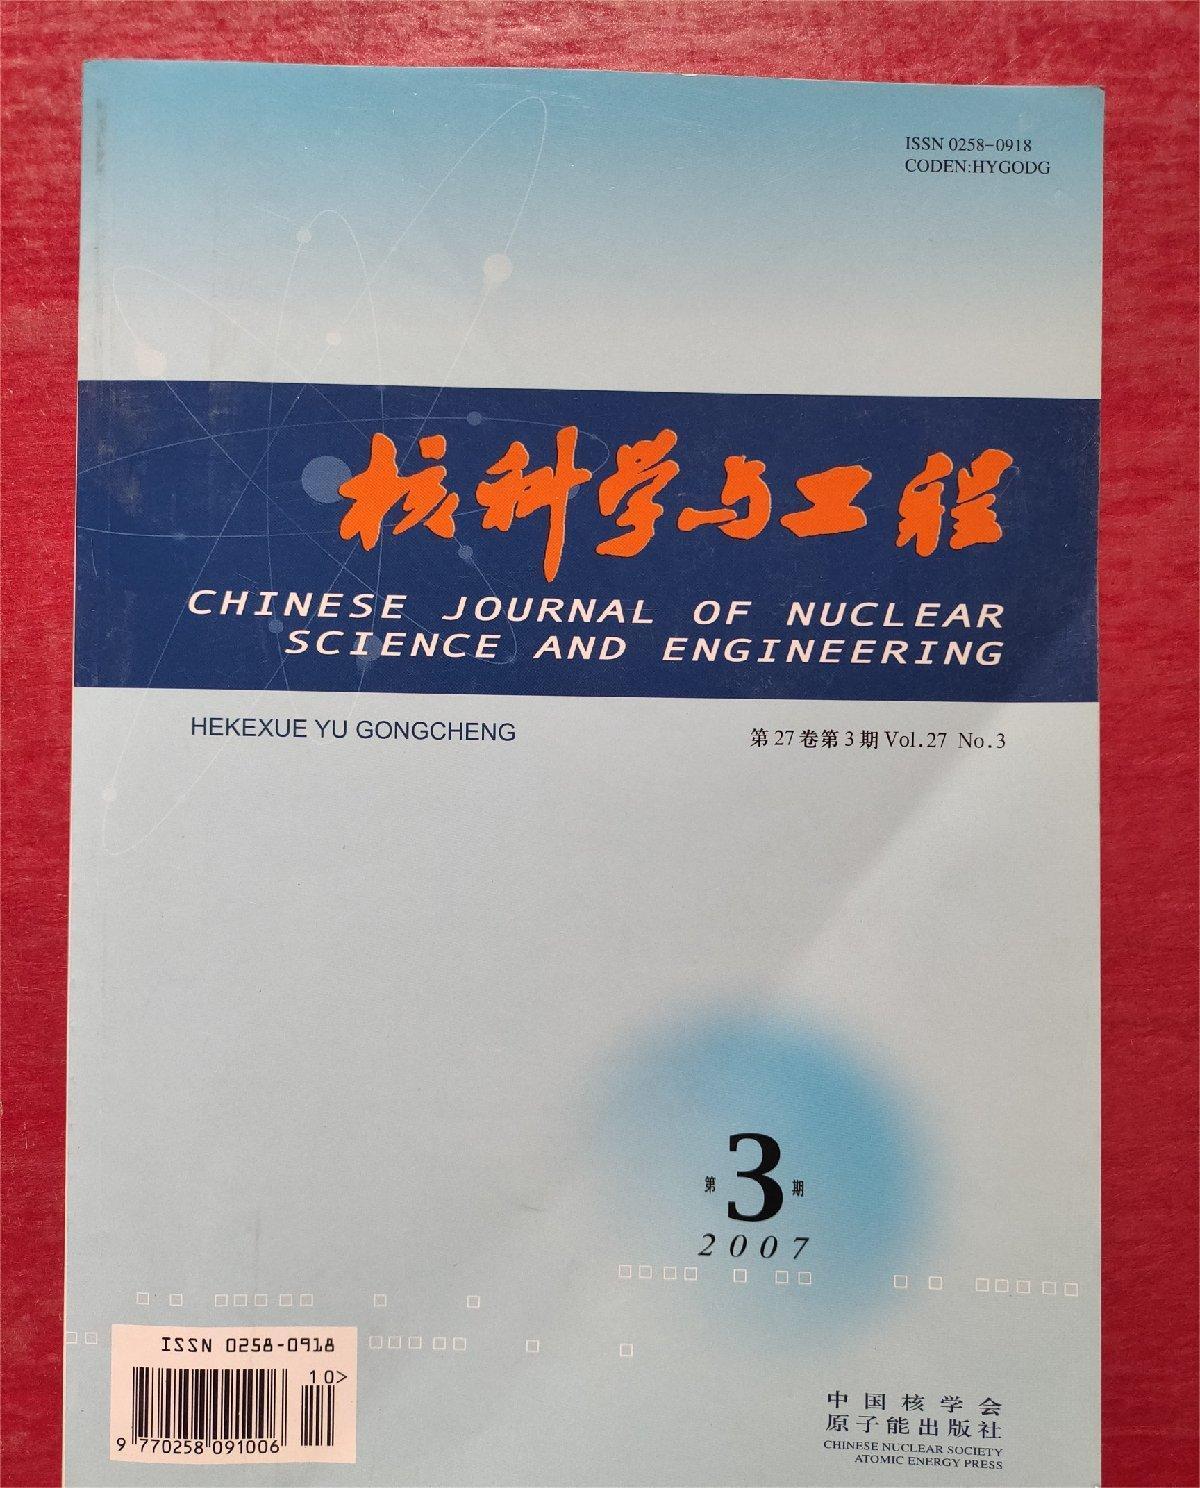 ISSN 0258-0918
CODEN:HYGODG
核科学与工程
CHINESE JOURNAL OF NUCLEAR
SCIENCE AND ENGINEERING
HEKEXUE YU GONGCHENG
第27卷第3期 Vol.27 No.3
第3期
2007
ISSN 0258-0918
10>
9 770258 091006
中国核学会
原子能出版社
CHINESE NUCLEAR SOCIETY
ATOMIC ENERGY PRESS